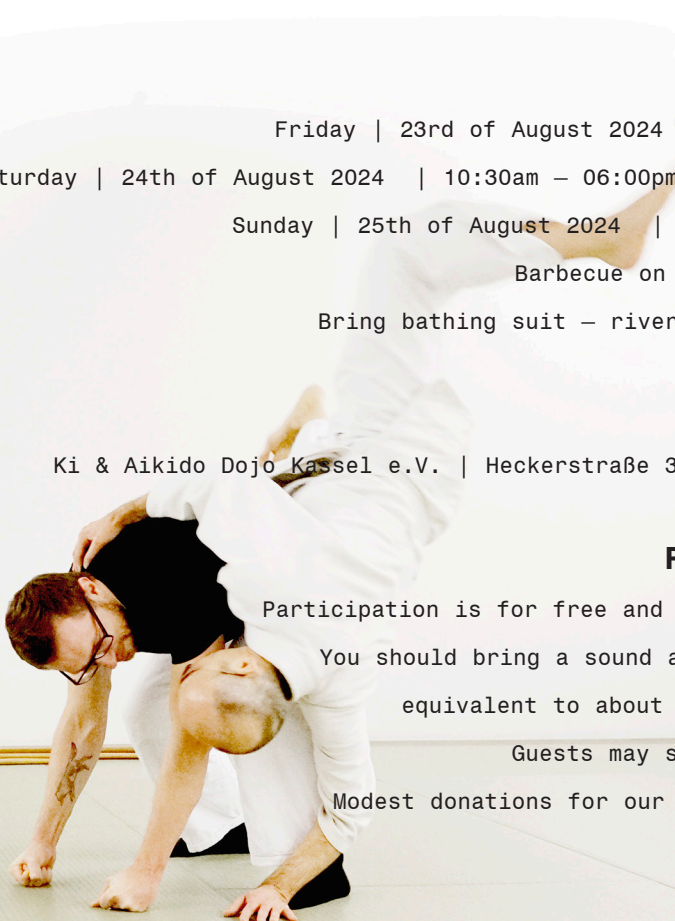 Friday | 23rd of August 2024
turday | 24th of August 2024 | 10:30am – 06:00pm
Sunday | 25th of August 2024 |
Barbecue on
Bring bathing suit – river
Ki & Aikido Dojo Kassel e.V. | Heckerstraße 3
F
Participation is for free and
You should bring a sound a
equivalent to about
Guests may s
Modest donations for our